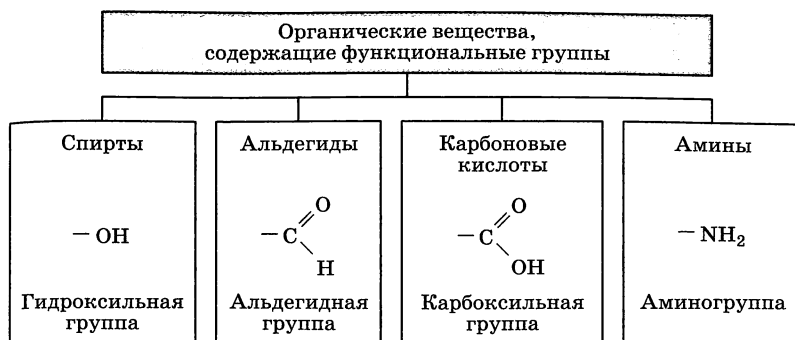 Органические вещества,
содержащие функциональные группы
Спирты
— OH
Гидроксильная
группа
Альдегиды
O
— C
H
Альдегидная
группа
Карбоновые
кислоты
O
— C
OH
Карбоксильная
группа
Амины
— NH₂
Аминогруппа